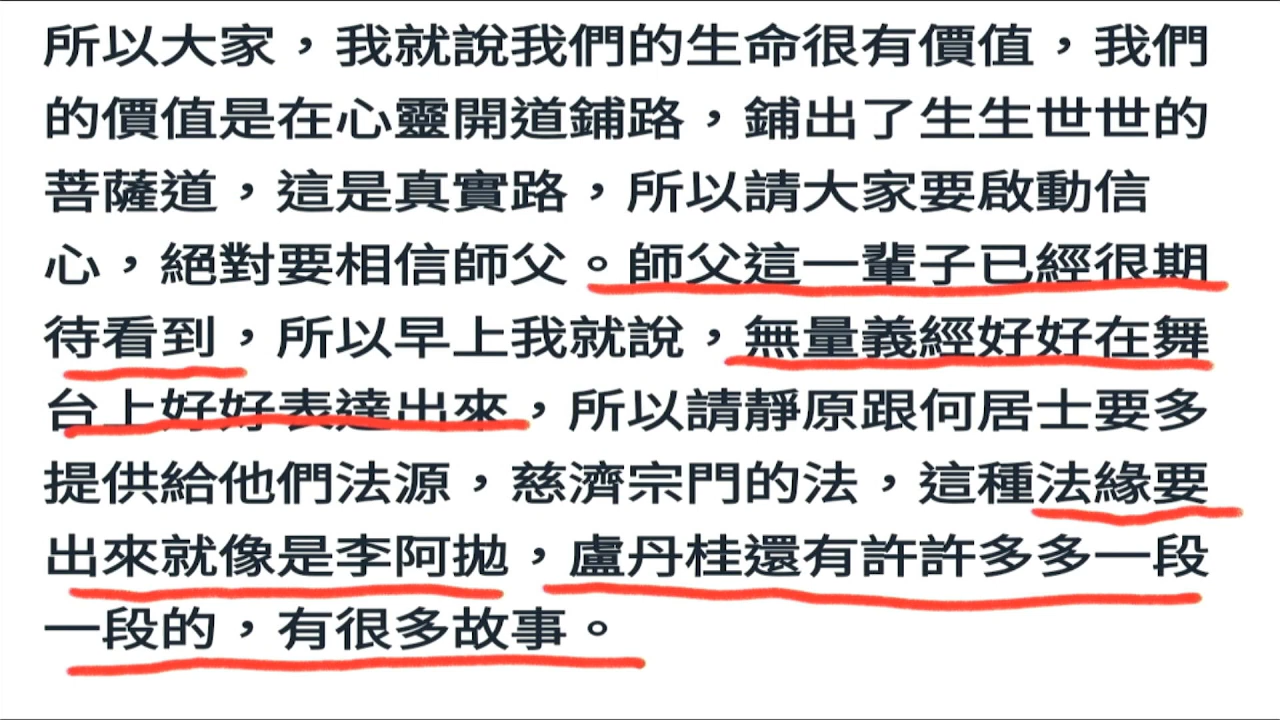 所以大家，我就說我們的生命很有價值，我們
的價值是在心靈開道鋪路，鋪出了生生世世的
菩薩道，這是真實路，所以請大家要啟動信
心，絕對要相信師父。師父這一輩子已經很期
待看到，所以早上我就說，無量義經好好在舞
台上好好表達出來，所以請靜原跟何居士要多
提供給他們法源，慈濟宗門的法，這種法緣要
出來就像是李阿拋，盧丹桂還有許許多多一段
一段的，有很多故事。